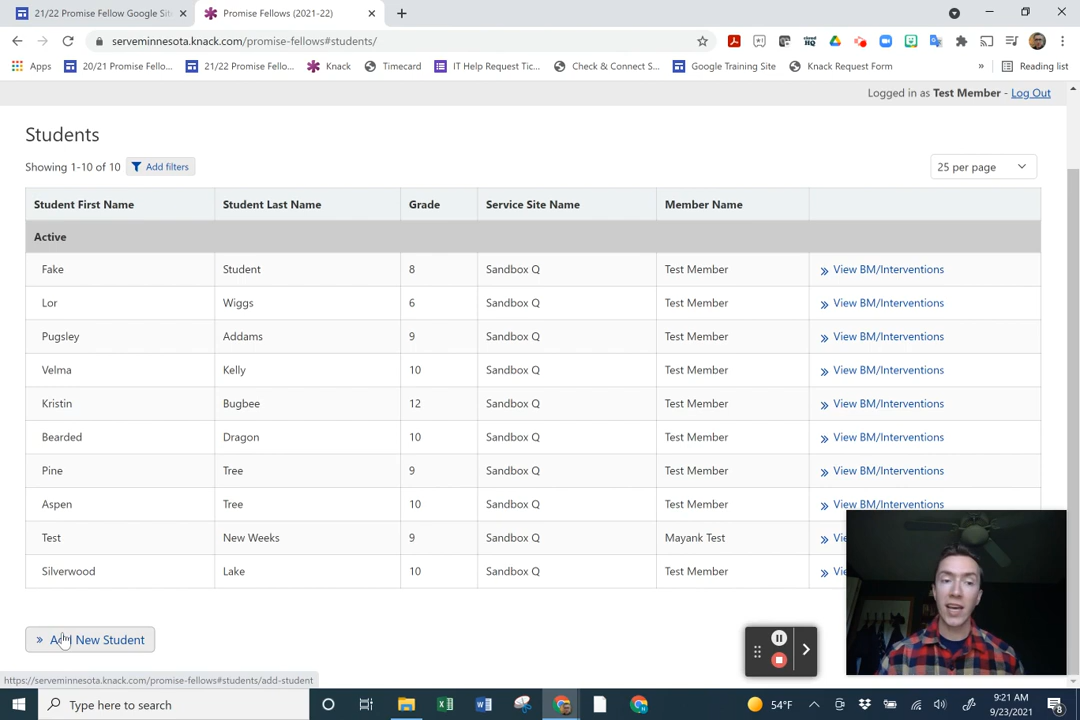 21/22 Promise Fellow Google Sit
Promise Fellows (2021-22)
serveminnesota.knack.com/promise-fellows#students/
Apps
20/21 Promise Fello...
21/22 Promise Fello...
Knack
Timecard
IT Help Request Tic...
Check & Connect S...
Google Training Site
Knack Request Form
»
Reading list
Logged in as Test Member - Log Out
Students
Showing 1-10 of 10
Add filters
25 per page
Student First Name Student Last Name Grade Service Site Name Member Name
Active
Fake Student 8 Sandbox Q Test Member View BM/Interventions
Lor Wiggs 6 Sandbox Q Test Member View BM/Interventions
Pugsley Addams 9 Sandbox Q Test Member View BM/Interventions
Velma Kelly 10 Sandbox Q Test Member View BM/Interventions
Kristin Bugbee 12 Sandbox Q Test Member View BM/Interventions
Bearded Dragon 10 Sandbox Q Test Member View BM/Interventions
Pine Tree 9 Sandbox Q Test Member View BM/Interventions
Aspen Tree 10 Sandbox Q Test Member View BM/Interventions
Test New Weeks 9 Sandbox Q Mayank Test
Silverwood Lake 10 Sandbox Q Test Member
Add New Student
https://serveminnesota.knack.com/promise-fellows#students/add-student
Type here to search
54°F
9:21 AM
9/23/2021
8